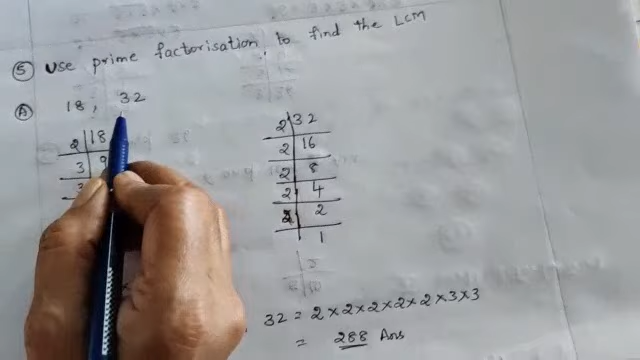 ⑤ Use prime factorisation to find the LCM
Ⓐ 18, 32
2 | 18
3 | 9
3
2 | 32
2 | 16
2 | 8
2 | 4
2 | 2
1
32 = 2×2×2×2×2×3×3
= 288 Ans